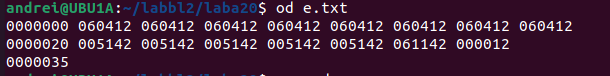 andrei@UBU1A:~/labbl2/laba20$ od e.txt
0000000 060412 060412 060412 060412 060412 060412 060412 060412
0000020 005142 005142 005142 005142 005142 061142 000012
0000035